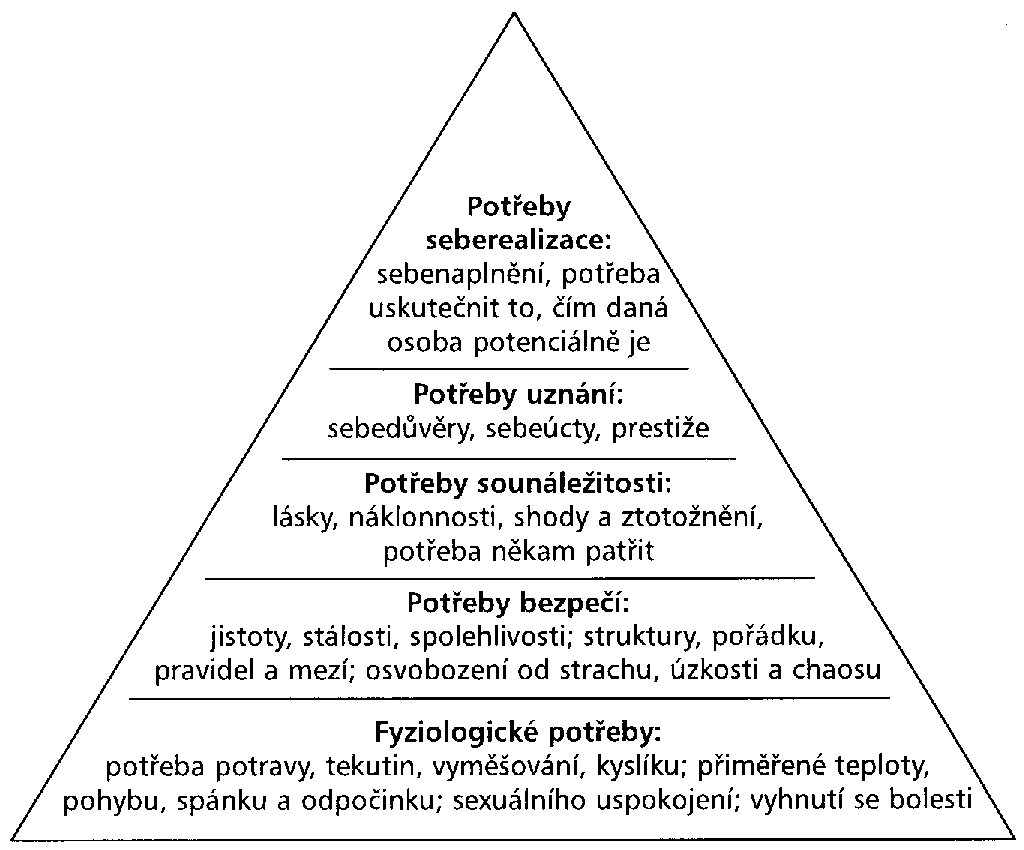 Potřeby
seberealizace:
sebenaplnění, potřeba
uskutečnit to, čím daná
osoba potenciálně je
Potřeby uznání:
sebedůvěry, sebeúcty, prestiže
Potřeby sounáležitosti:
lásky, náklonnosti, shody a ztotožnění,
potřeba někam patřit
Potřeby bezpečí:
jistoty, stálosti, spolehlivosti; struktury, pořádku,
pravidel a mezí; osvobození od strachu, úzkosti a chaosu
Fyziologické potřeby:
potřeba potravy, tekutin, vyměšování, kyslíku; přiměřené teploty,
pohybu, spánku a odpočinku; sexuálního uspokojení; vyhnutí se bolesti